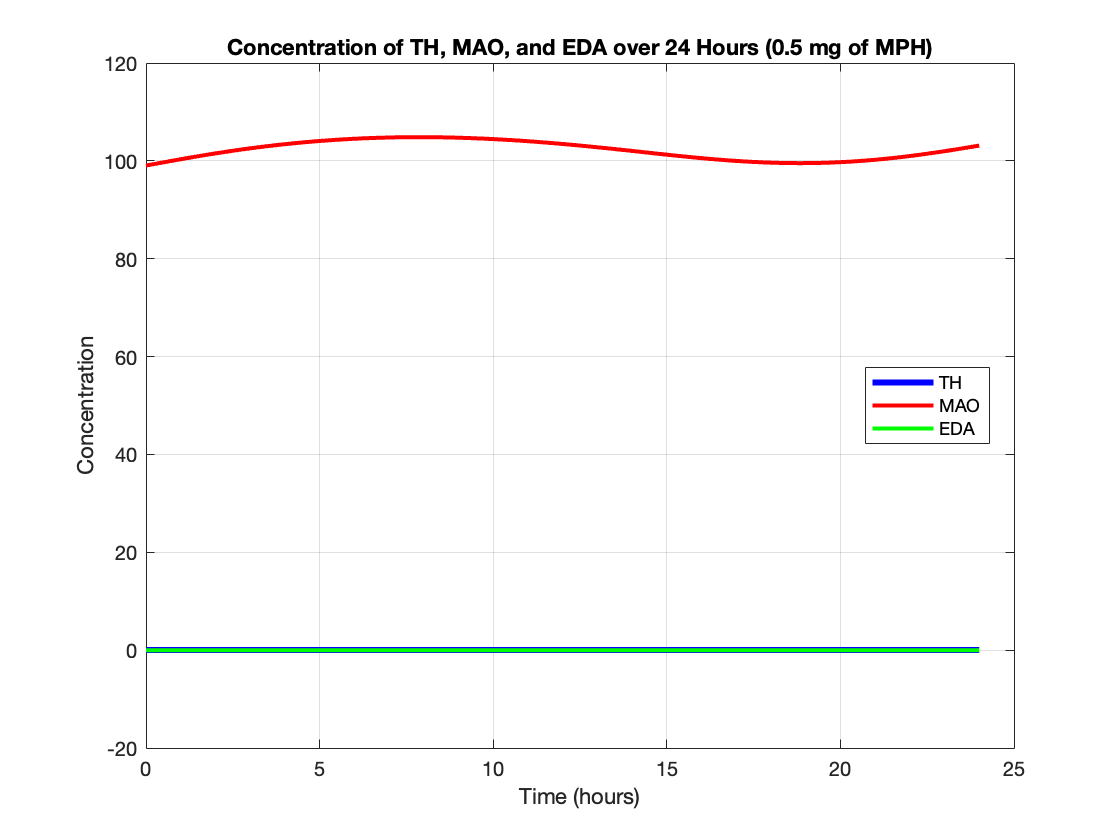 Concentration of TH, MAO, and EDA over 24 Hours (0.5 mg of MPH)
120
100
80
60
40
20
0
-20
Concentration
TH
MAO
EDA
0 5 10 15 20 25
Time (hours)